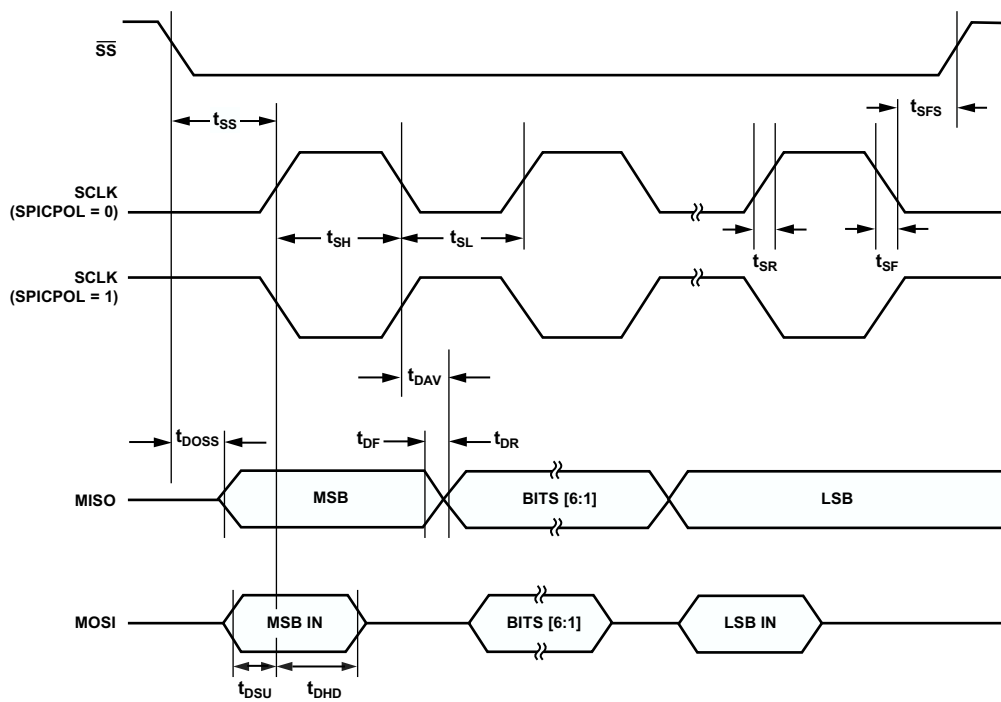 SS
tSS
tSFS
SCLK
(SPICPOL = 0)
tSH
tSL
tSR
tSF
SCLK
(SPICPOL = 1)
tDAV
tDOSS
tDF
tDR
MISO
MSB
BITS [6:1]
LSB
MOSI
MSB IN
BITS [6:1]
LSB IN
tDSU
tDHD